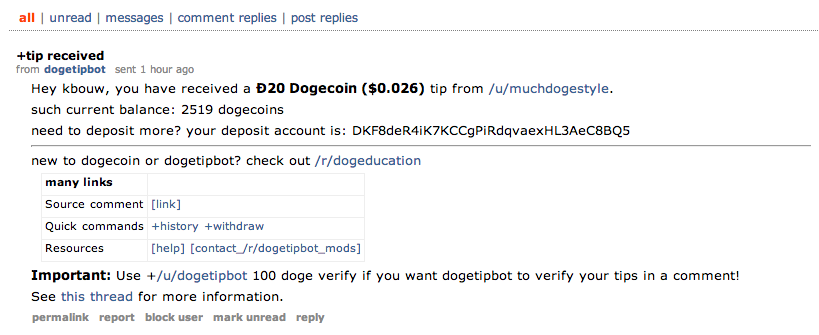 all | unread | messages | comment replies | post replies
+tip received
from dogetipbot sent 1 hour ago
Hey kbouw, you have received a Ð20 Dogecoin ($0.026) tip from /u/muchdogestyle.
such current balance: 2519 dogecoins
need to deposit more? your deposit account is: DKF8deR4iK7KCCgPiRdqvaexHL3AeC8BQ5
new to dogecoin or dogetipbot? check out /r/dogeducation
many links
Source comment [link]
Quick commands +history +withdraw
Resources [help] [contact_/r/dogetipbot_mods]
Important: Use +/u/dogetipbot 100 doge verify if you want dogetipbot to verify your tips in a comment!
See this thread for more information.
permalink report block user mark unread reply